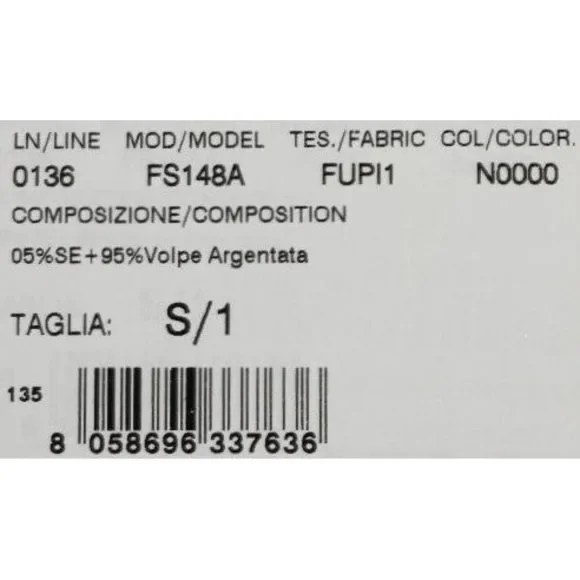 LN/LINE MOD/MODEL TES./FABRIC COL/COLOR.
0136 FS148A FUPI1 N0000
COMPOSIZIONE/COMPOSITION
05%SE+95%Volpe Argentata
TAGLIA: S/1
135
8 058696 337636